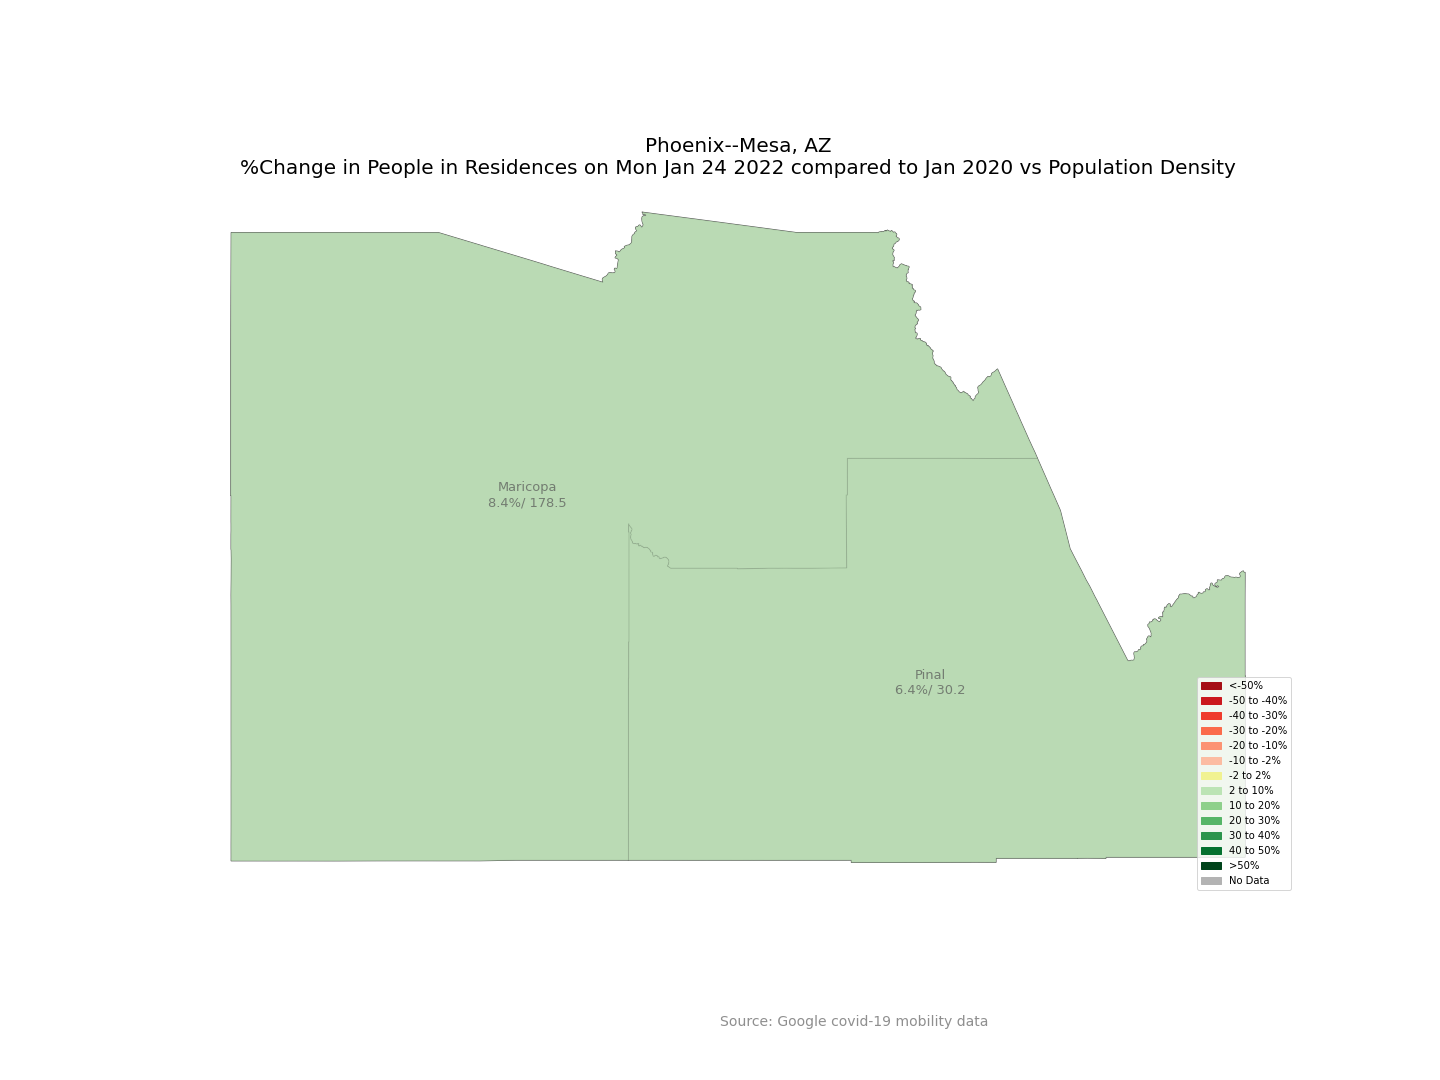 Phoenix--Mesa, AZ
%Change in People in Residences on Mon Jan 24 2022 compared to Jan 2020 vs Population Density
Maricopa
8.4%/ 178.5
Pinal
6.4%/ 30.2
<-50%
-50 to -40%
-40 to -30%
-30 to -20%
-20 to -10%
-10 to -2%
-2 to 2%
2 to 10%
10 to 20%
20 to 30%
30 to 40%
40 to 50%
>50%
No Data
Source: Google covid-19 mobility data